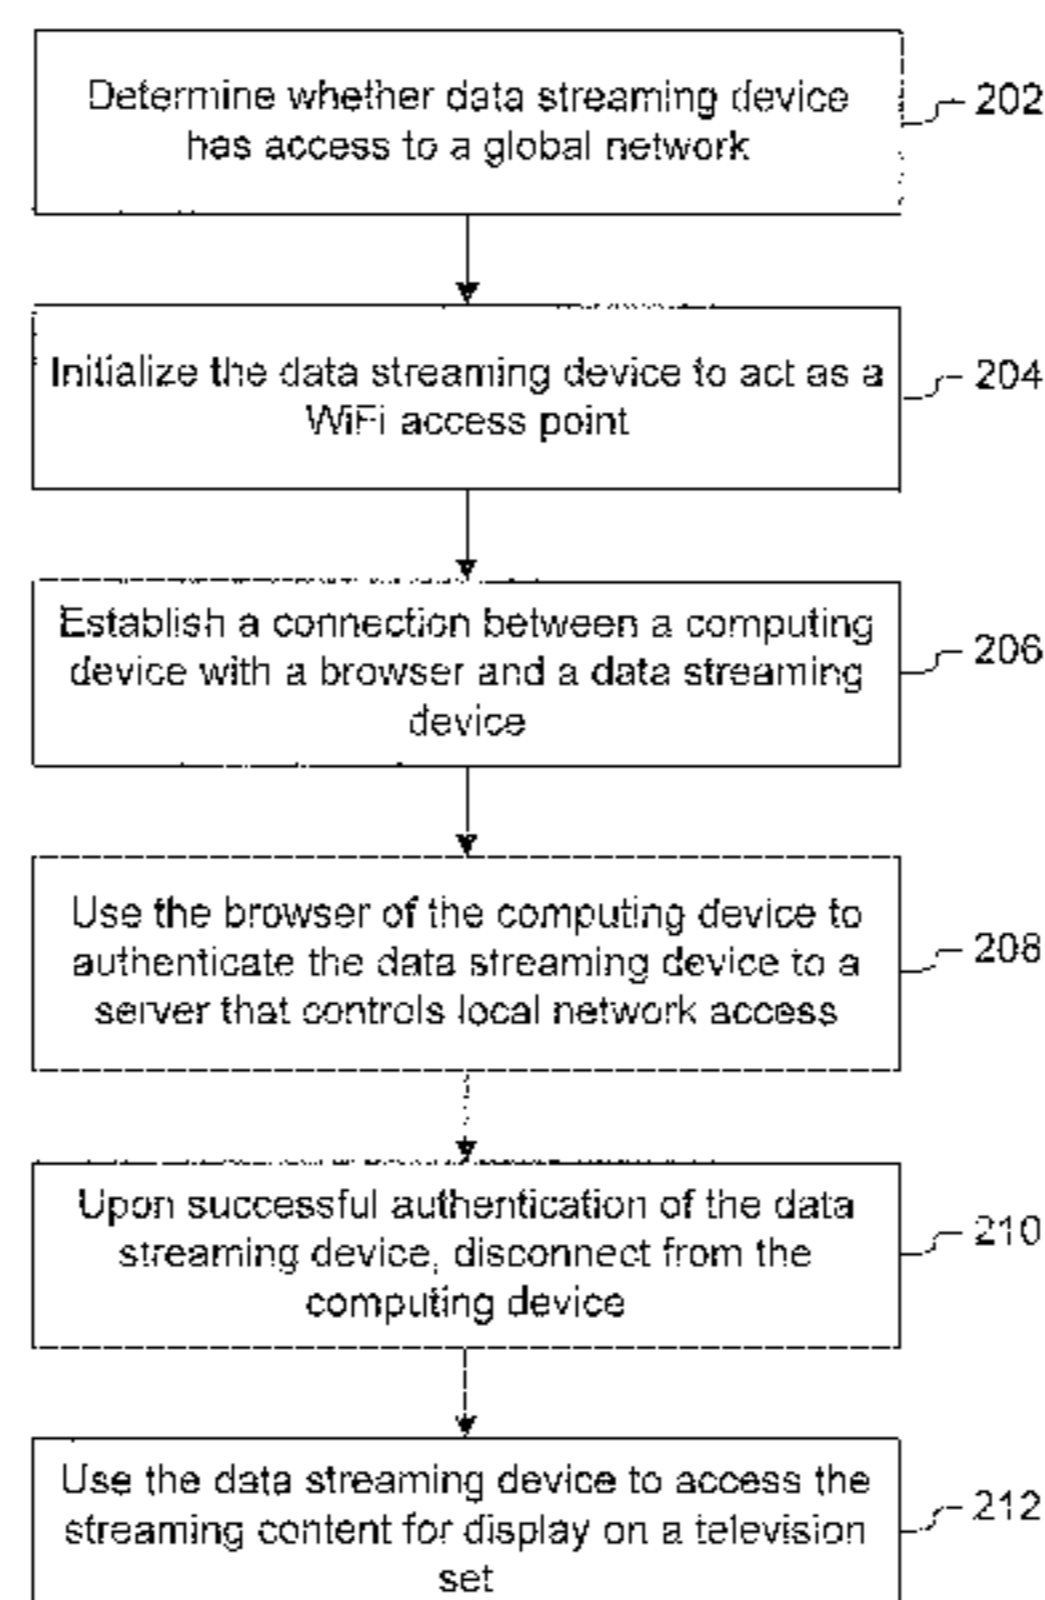 Determine whether data streaming device
has access to a global network
202
Initialize the data streaming device to act as a
WiFi access point
204
Establish a connection between a computing
device with a browser and a data streaming
device
206
Use the browser of the computing device to
authenticate the data streaming device to a
server that controls local network access
208
Upon successful authentication of the data
streaming device, disconnect from the
computing device
210
Use the data streaming device to access the
streaming content for display on a television
set
212